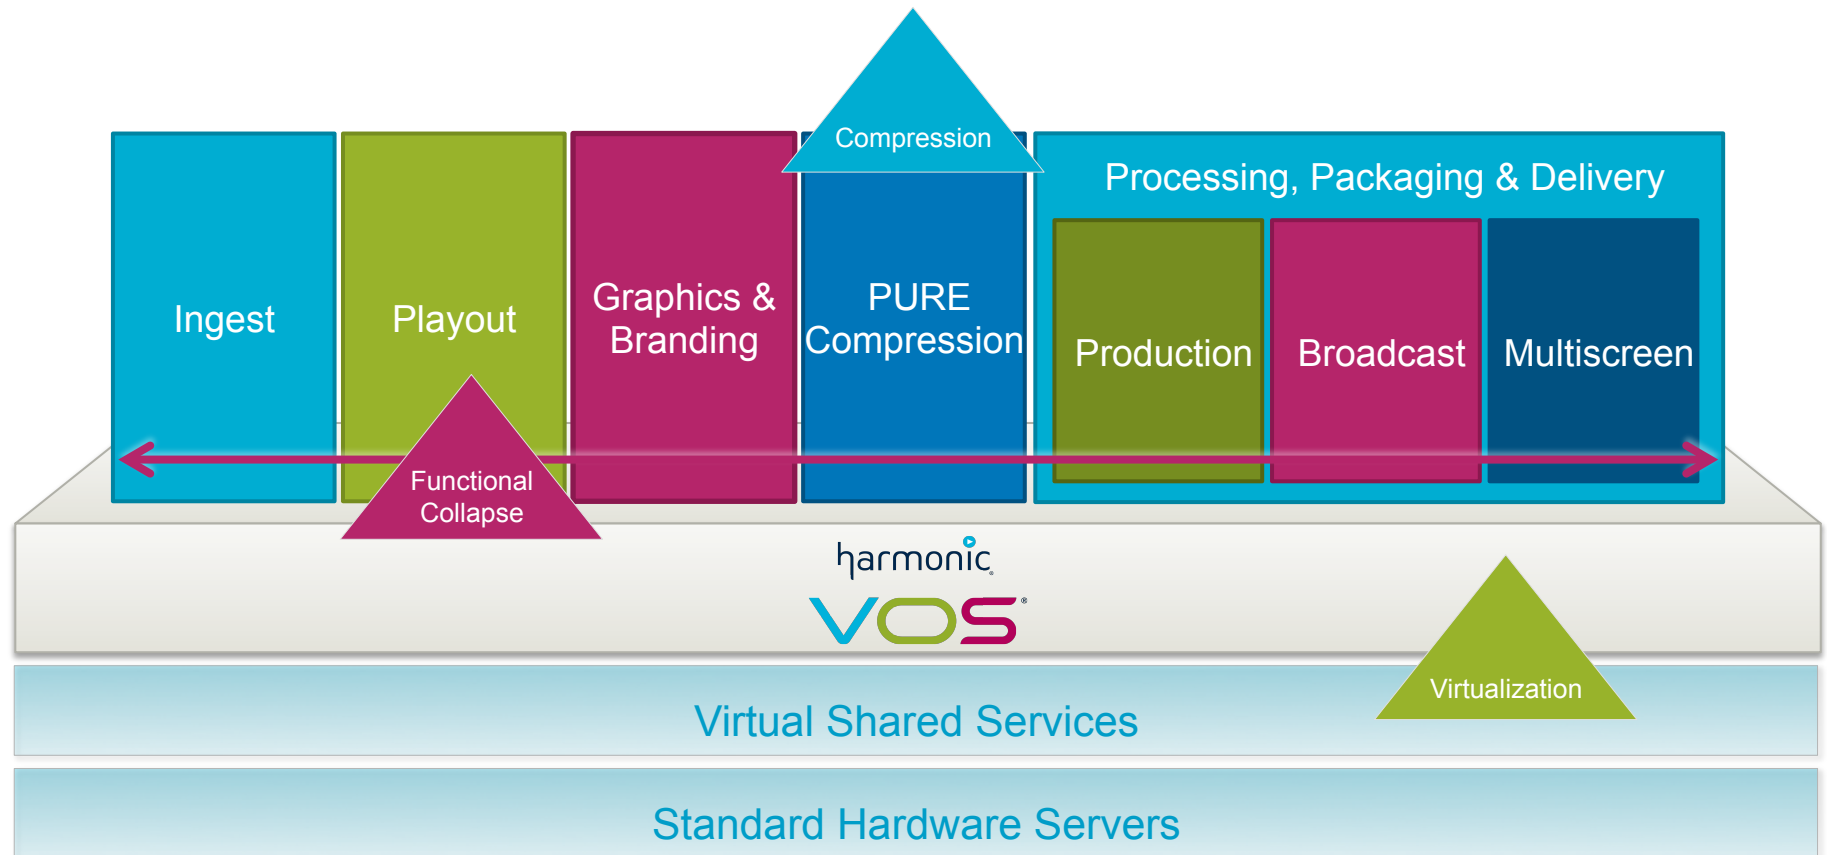 Compression
Processing, Packaging & Delivery
Ingest
Playout
Graphics &
Branding
PURE
Compression
Production
Broadcast
Multiscreen
Functional
Collapse
harmonic
VOS®
Virtualization
Virtual Shared Services
Standard Hardware Servers